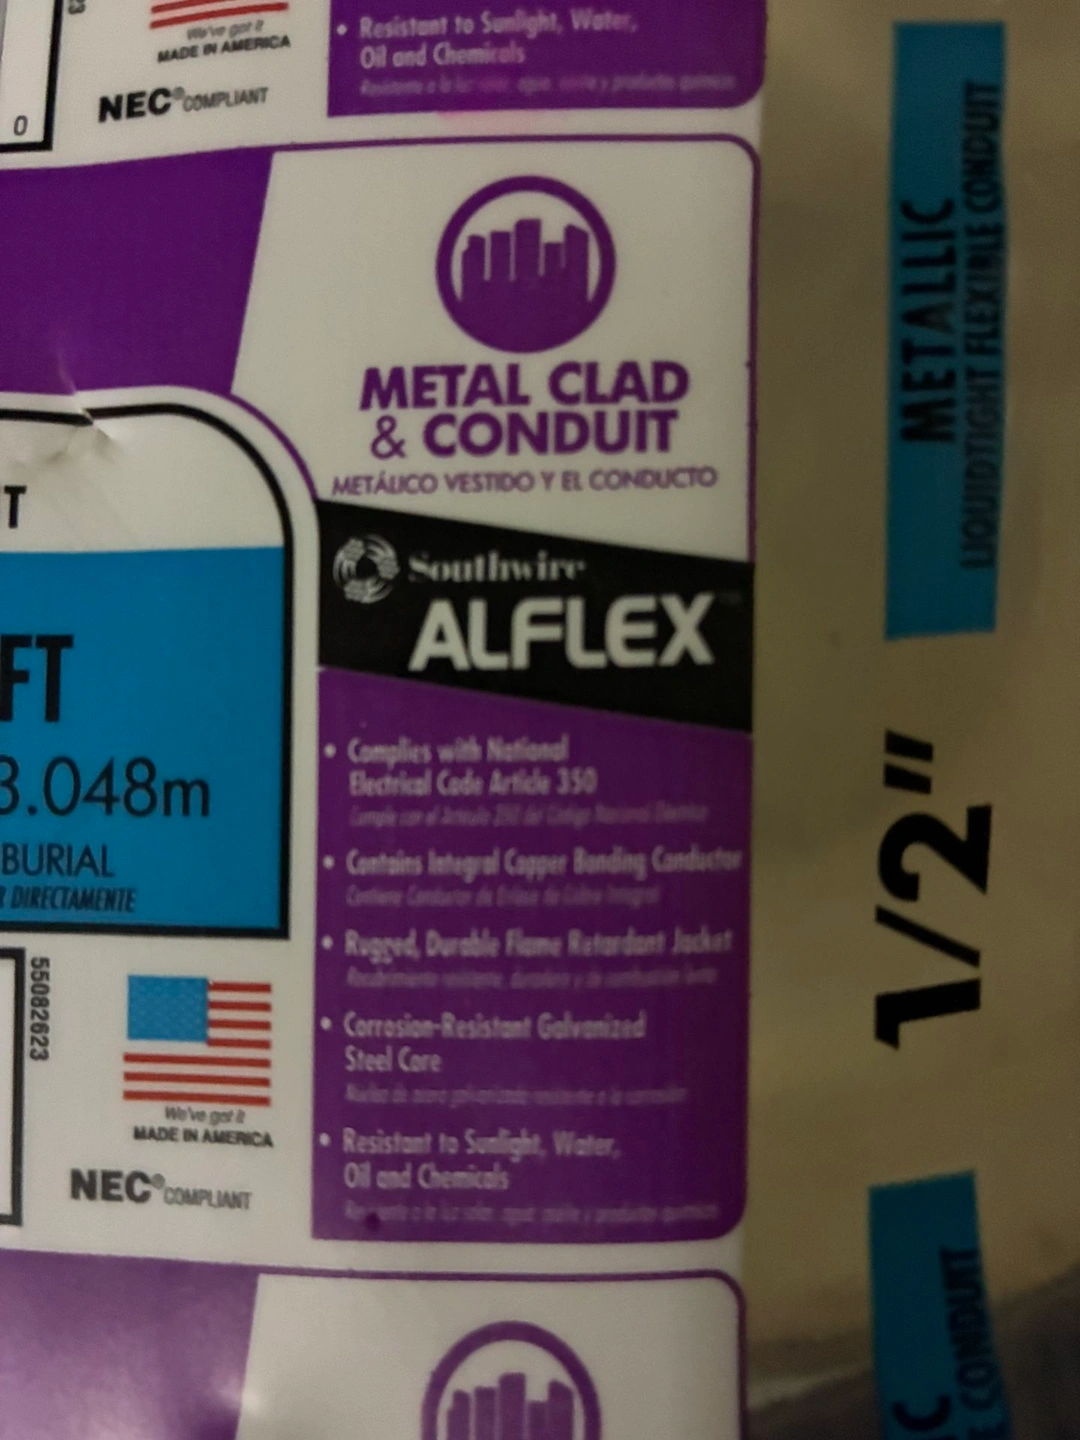 We've got it
MADE IN AMERICA
NEC® COMPLIANT
0
• Resistant to Sunlight, Water,
Oil and Chemicals
METAL CLAD
& CONDUIT
METÁLICO VESTIDO Y EL CONDUCTO
Southwire
ALFLEX™
• Complies with National
Electrical Code Article 350
• Contains Integral Copper Bonding Conductor
• Rugged, Durable Flame Retardant Jacket
• Corrosion-Resistant Galvanized
Steel Core
• Resistant to Sunlight, Water,
Oil and Chemicals
T
FT
3.048m
BURIAL
R DIRECTAMENTE
55082623
We've got it
MADE IN AMERICA
NEC® COMPLIANT
METALLIC
LIQUIDTIGHT FLEXIBLE CONDUIT
1/2"
C
CONDUIT